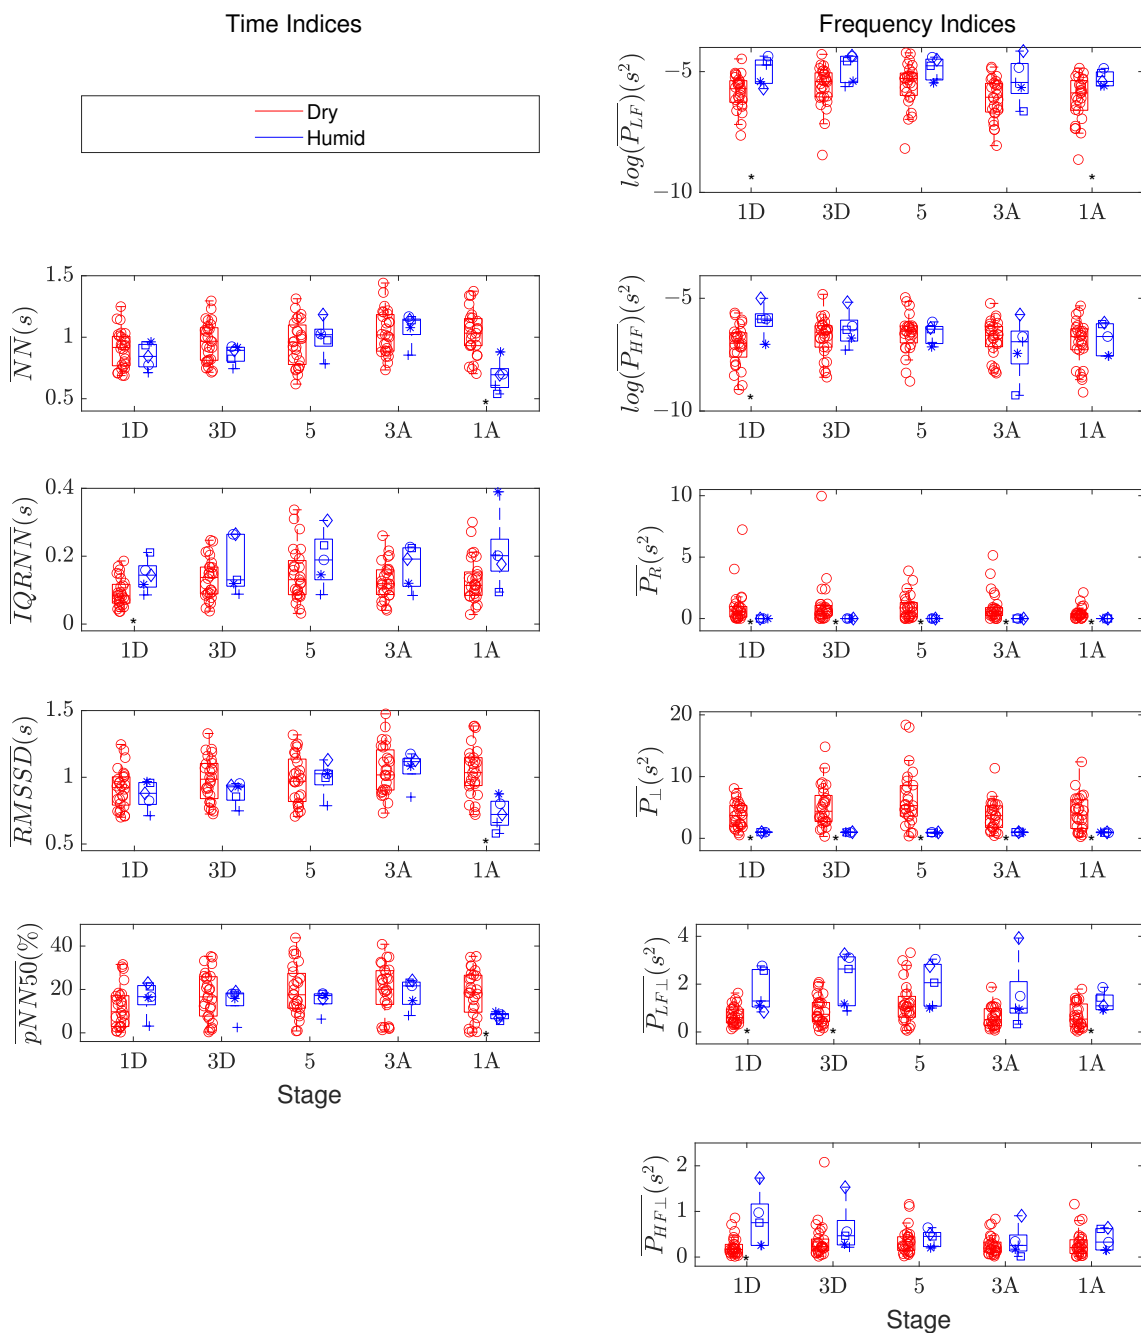 Time Indices
Dry
Humid
1.5
1
0.5
NN(s)
1D 3D 5 3A 1A
0.4
0.2
0
IQRNN(s)
1D 3D 5 3A 1A
1.5
1
0.5
RMSSD(s)
1D 3D 5 3A 1A
40
20
0
pNN50(%)
1D 3D 5 3A 1A
Stage
Frequency Indices
−5
−10
log(P_LF)(s²)
1D 3D 5 3A 1A
−5
−10
log(P_HF)(s²)
1D 3D 5 3A 1A
10
5
0
P_R(s²)
1D 3D 5 3A 1A
20
10
0
P_⊥(s²)
1D 3D 5 3A 1A
4
2
0
P_LF⊥(s²)
1D 3D 5 3A 1A
2
1
0
P_HF⊥(s²)
1D 3D 5 3A 1A
Stage